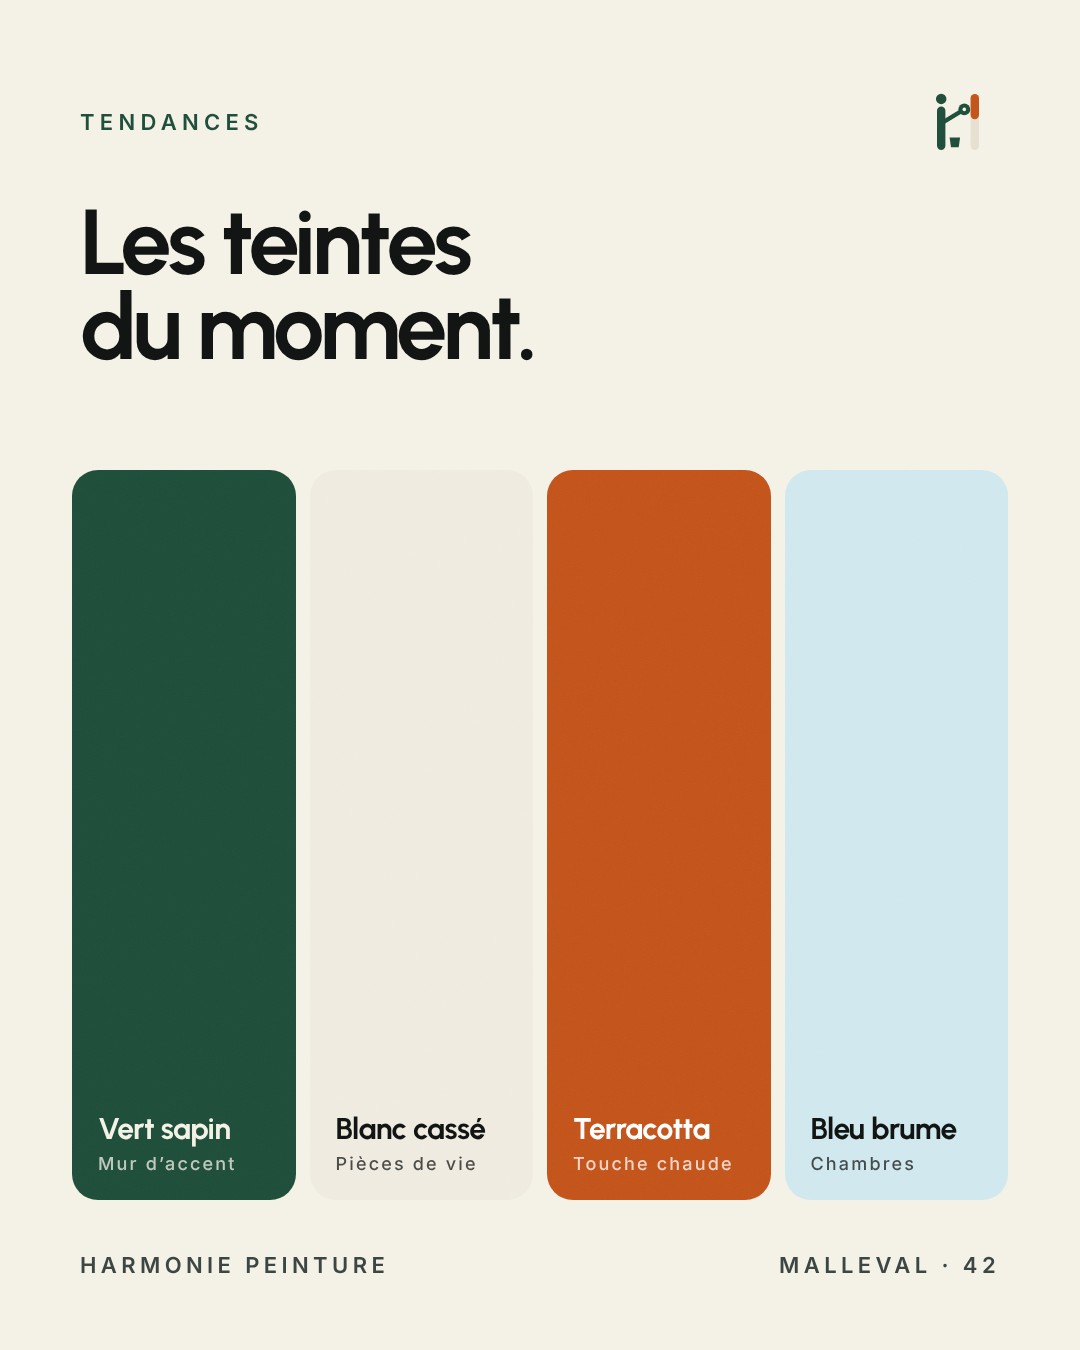 TENDANCES
Les teintes
du moment.
Vert sapin
Mur d’accent
Blanc cassé
Pièces de vie
Terracotta
Touche chaude
Bleu brume
Chambres
HARMONIE PEINTURE
MALLEVAL · 42